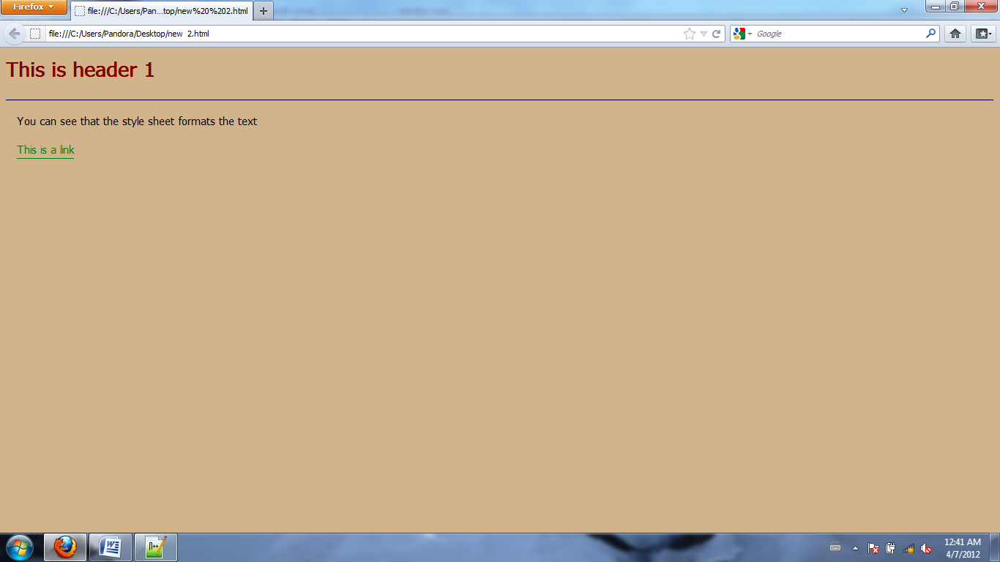 Firefox
file:///C:/Users/Pan...top/new%20%202.html
file:///C:/Users/Pandora/Desktop/new  2.html
Google
This is header 1
You can see that the style sheet formats the text
This is a link
12:41 AM
4/7/2012